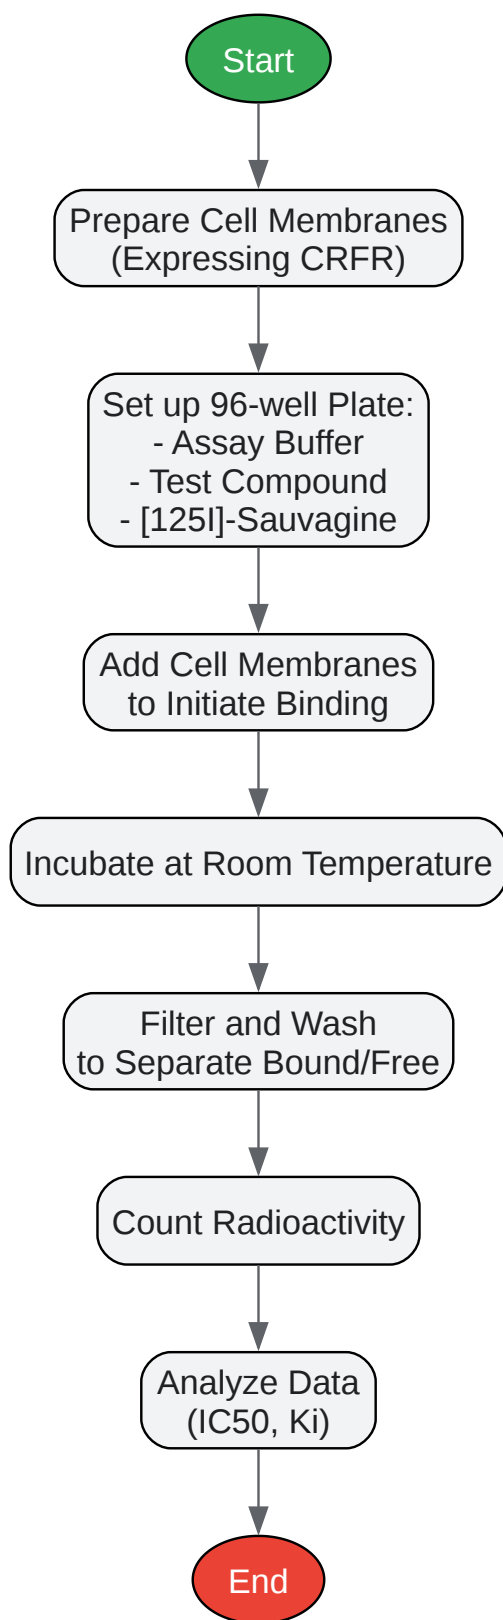 Start
Prepare Cell Membranes
(Expressing CRFR)
Set up 96-well Plate:
- Assay Buffer
- Test Compound
- [125I]-Sauvagine
Add Cell Membranes
to Initiate Binding
Incubate at Room Temperature
Filter and Wash
to Separate Bound/Free
Count Radioactivity
Analyze Data
(IC50, Ki)
End